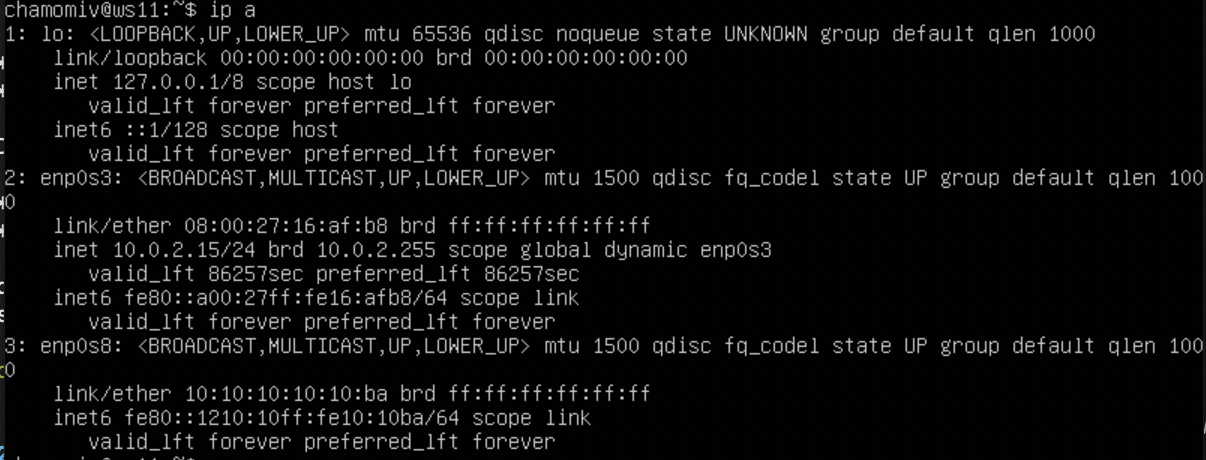 chamomiv@ws11:~$ ip a
1: lo: <LOOPBACK,UP,LOWER_UP> mtu 65536 qdisc noqueue state UNKNOWN group default qlen 1000
    link/loopback 00:00:00:00:00:00 brd 00:00:00:00:00:00
    inet 127.0.0.1/8 scope host lo
       valid_lft forever preferred_lft forever
    inet6 ::1/128 scope host
       valid_lft forever preferred_lft forever
2: enp0s3: <BROADCAST,MULTICAST,UP,LOWER_UP> mtu 1500 qdisc fq_codel state UP group default qlen 100
0
    link/ether 08:00:27:16:af:b8 brd ff:ff:ff:ff:ff:ff
    inet 10.0.2.15/24 brd 10.0.2.255 scope global dynamic enp0s3
       valid_lft 86257sec preferred_lft 86257sec
    inet6 fe80::a00:27ff:fe16:afb8/64 scope link
       valid_lft forever preferred_lft forever
3: enp0s8: <BROADCAST,MULTICAST,UP,LOWER_UP> mtu 1500 qdisc fq_codel state UP group default qlen 100
0
    link/ether 10:10:10:10:10:ba brd ff:ff:ff:ff:ff:ff
    inet6 fe80::1210:10ff:fe10:10ba/64 scope link
       valid_lft forever preferred_lft forever
chamomiv@ws11:~$